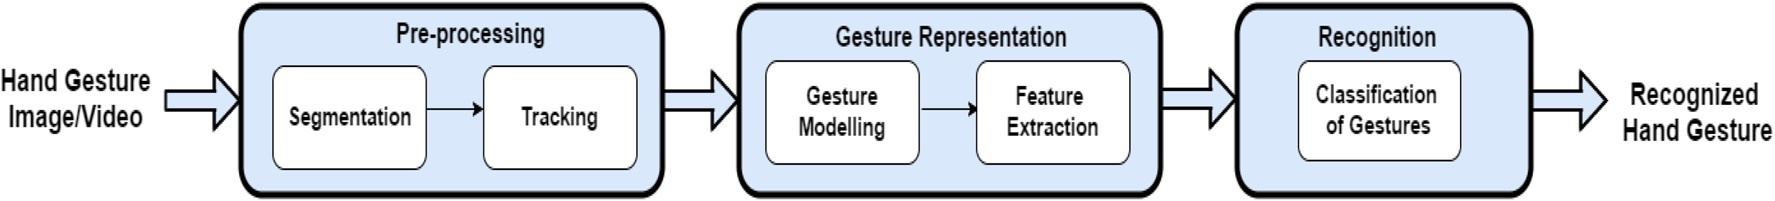 Hand Gesture
Image/Video
Pre-processing
Segmentation
Tracking
Gesture Representation
Gesture
Modelling
Feature
Extraction
Recognition
Classification
of Gestures
Recognized
Hand Gesture